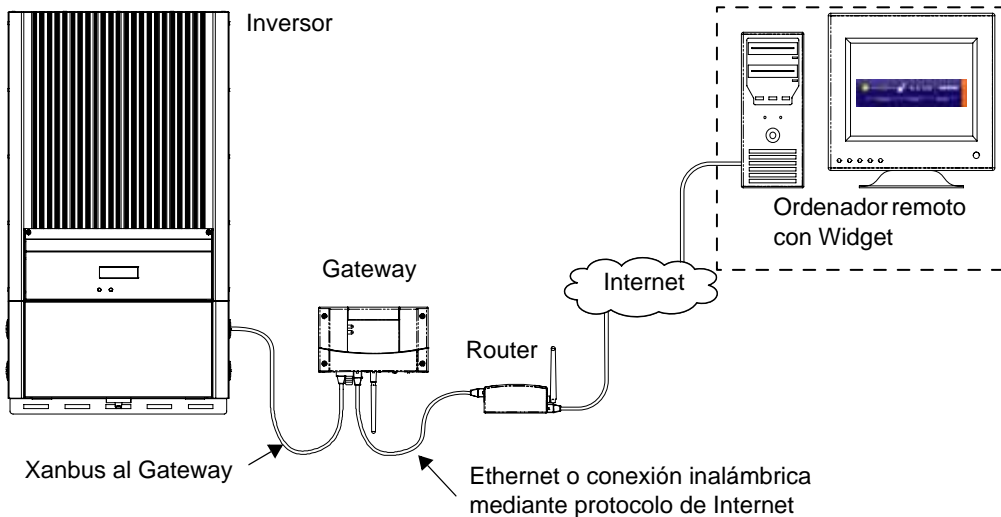 Inversor
Ordenador remoto
con Widget
Gateway
Internet
Router
Xanbus al Gateway
Ethernet o conexión inalámbrica
mediante protocolo de Internet